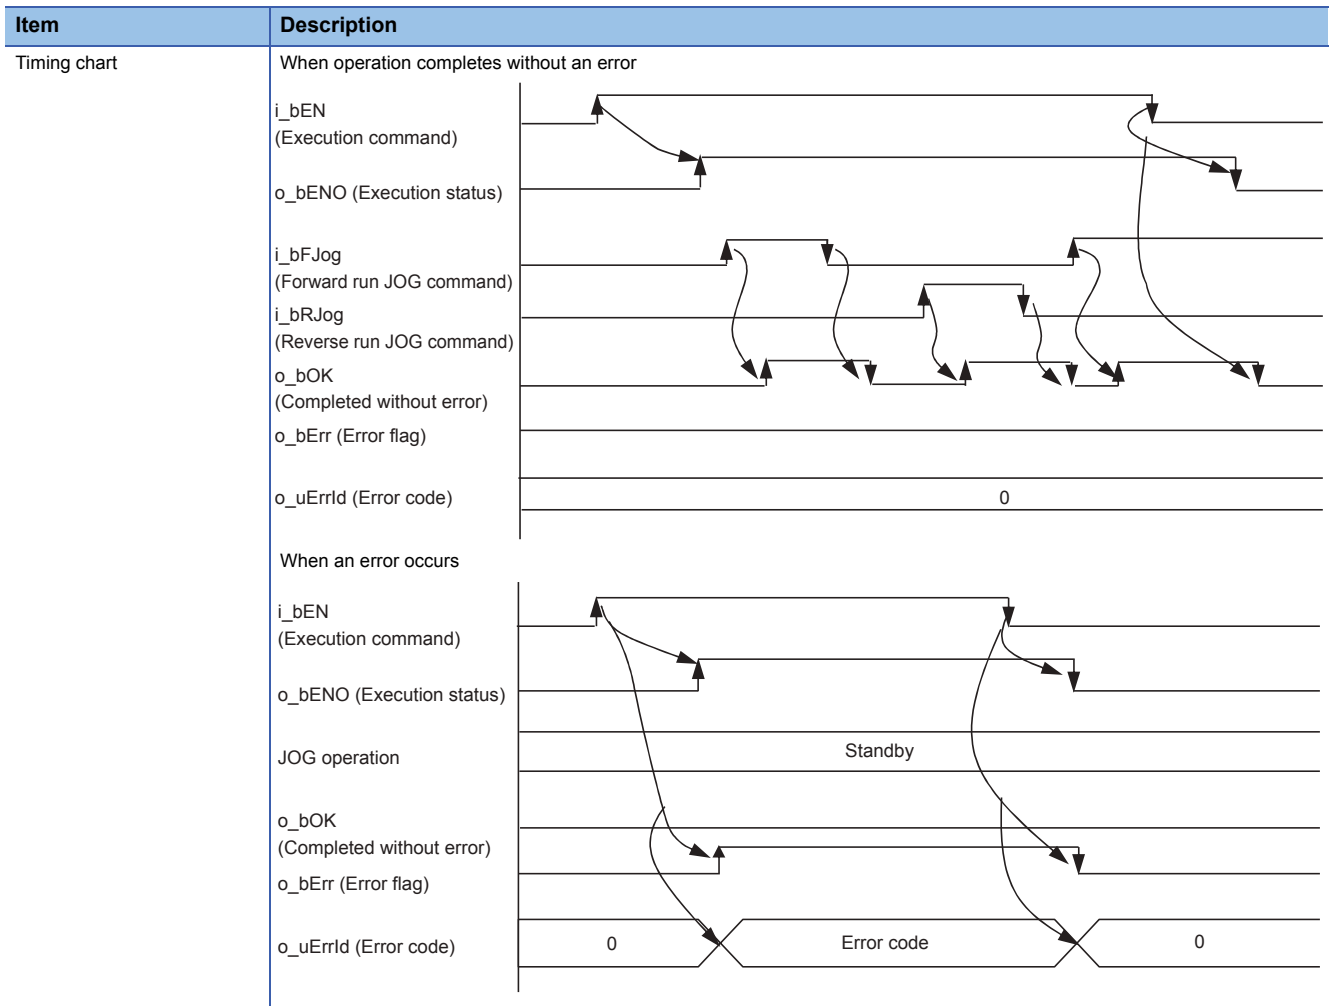 Item Description
Timing chart When operation completes without an error
i_bEN
(Execution command)
o_bENO (Execution status)
i_bFJog
(Forward run JOG command)
i_bRJog
(Reverse run JOG command)
o_bOK
(Completed without error)
o_bErr (Error flag)
o_uErrId (Error code) 0
When an error occurs
i_bEN
(Execution command)
o_bENO (Execution status)
JOG operation Standby
o_bOK
(Completed without error)
o_bErr (Error flag)
o_uErrId (Error code) 0 Error code 0